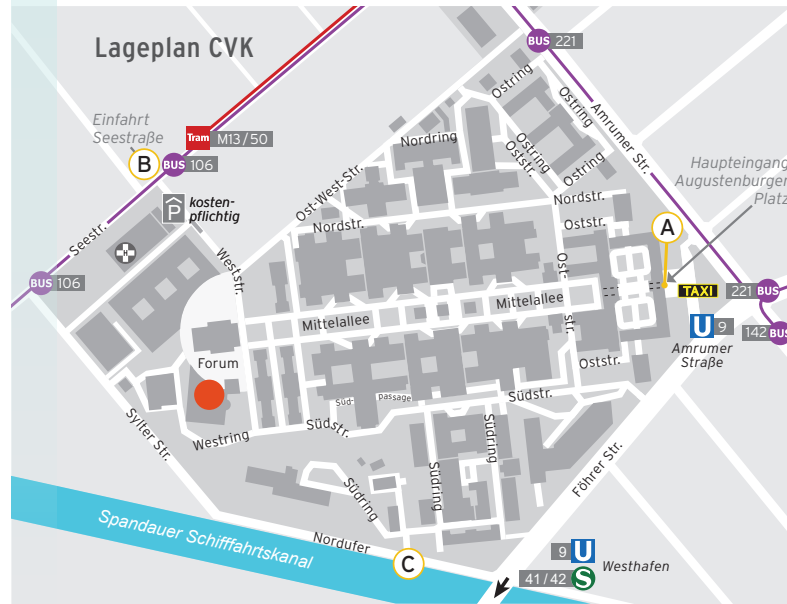 Lageplan CVK
BUS 221
Einfahrt
Seestraße
B
Tram M13/50
BUS 106
Ostring
Ostring
Amrumer Str.
Nordring
Ostring
Oststr.
Ostring
Haupteingang
Augustenburger
Platz
P
kosten-
pflichtig
Ost-West-Str.
Nordstr.
Nordstr.
Oststr.
A
Seestr.
H
Weststr.
BUS 106
Ost-
str.
Mittelallee
Mittelallee
TAXI
221 BUS
U 9
142 BUS
Amrumer
Straße
Forum
Oststr.
Süd-
passage
Südstr.
Südstr.
Westring
Sylter Str.
Südring
Südring
Südring
Föhrer Str.
Spandauer Schifffahrtskanal
Nordufer
C
9 U
41/42 S
Westhafen